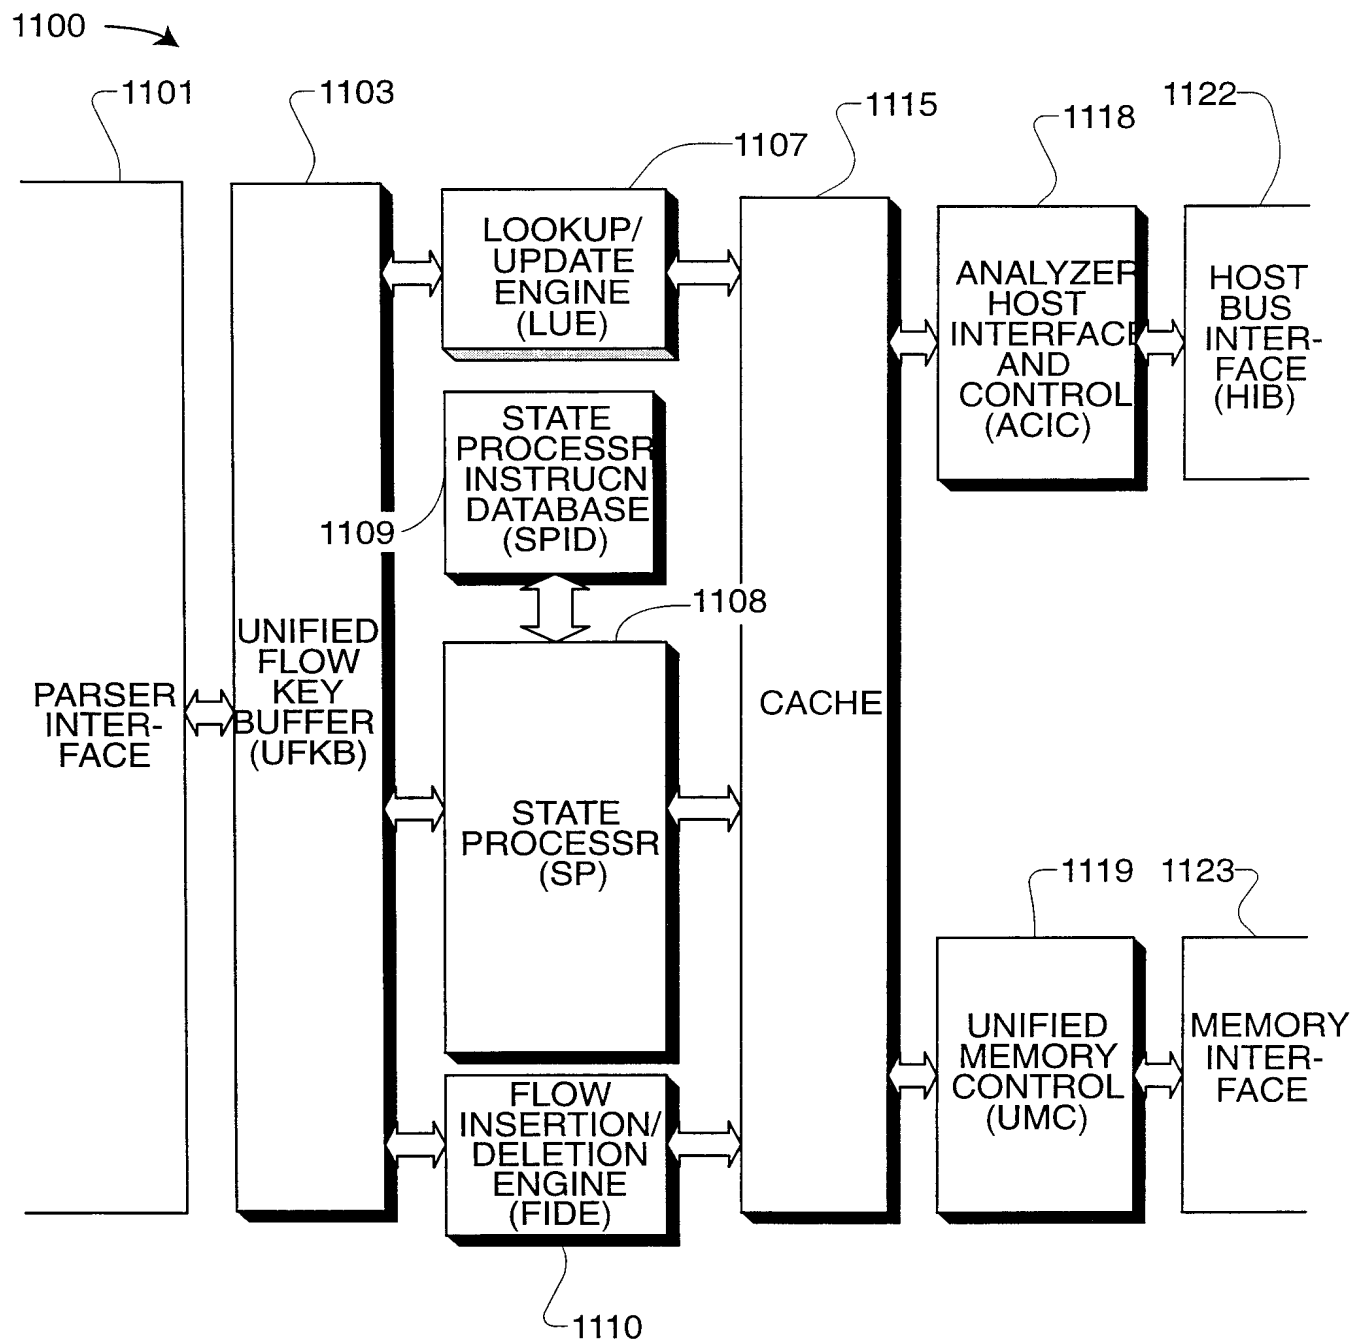 1100
1101
1103
1107
1115
1118
1122
LOOKUP/
UPDATE
ENGINE
(LUE)
ANALYZER
HOST
INTERFACE
AND
CONTROL
(ACIC)
HOST
BUS
INTER-
FACE
(HIB)
STATE
PROCESSR
INSTRUCN
DATABASE
(SPID)
1109
1108
UNIFIED
FLOW
KEY
BUFFER
(UFKB)
PARSER
INTER-
FACE
CACHE
STATE
PROCESSR
(SP)
1119
1123
UNIFIED
MEMORY
CONTROL
(UMC)
MEMORY
INTER-
FACE
FLOW
INSERTION/
DELETION
ENGINE
(FIDE)
1110